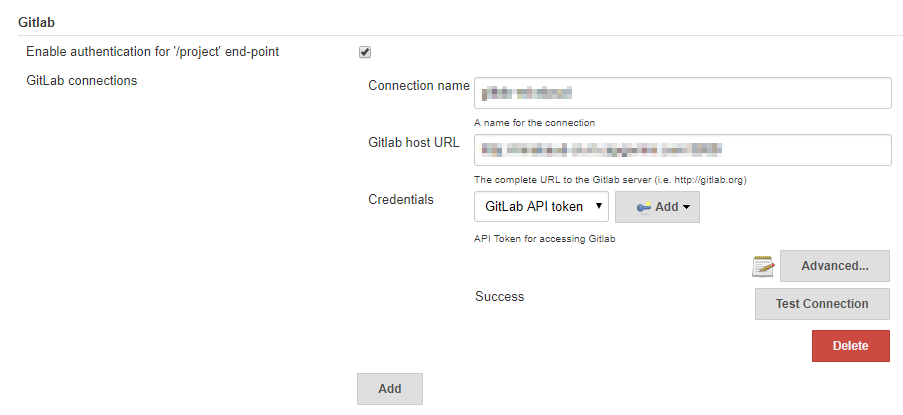 Gitlab
Enable authentication for '/project' end-point
GitLab connections
Connection name
A name for the connection
Gitlab host URL
The complete URL to the Gitlab server (i.e. http://gitlab.org)
Credentials
GitLab API token
Add
API Token for accessing Gitlab
Advanced...
Success
Test Connection
Delete
Add